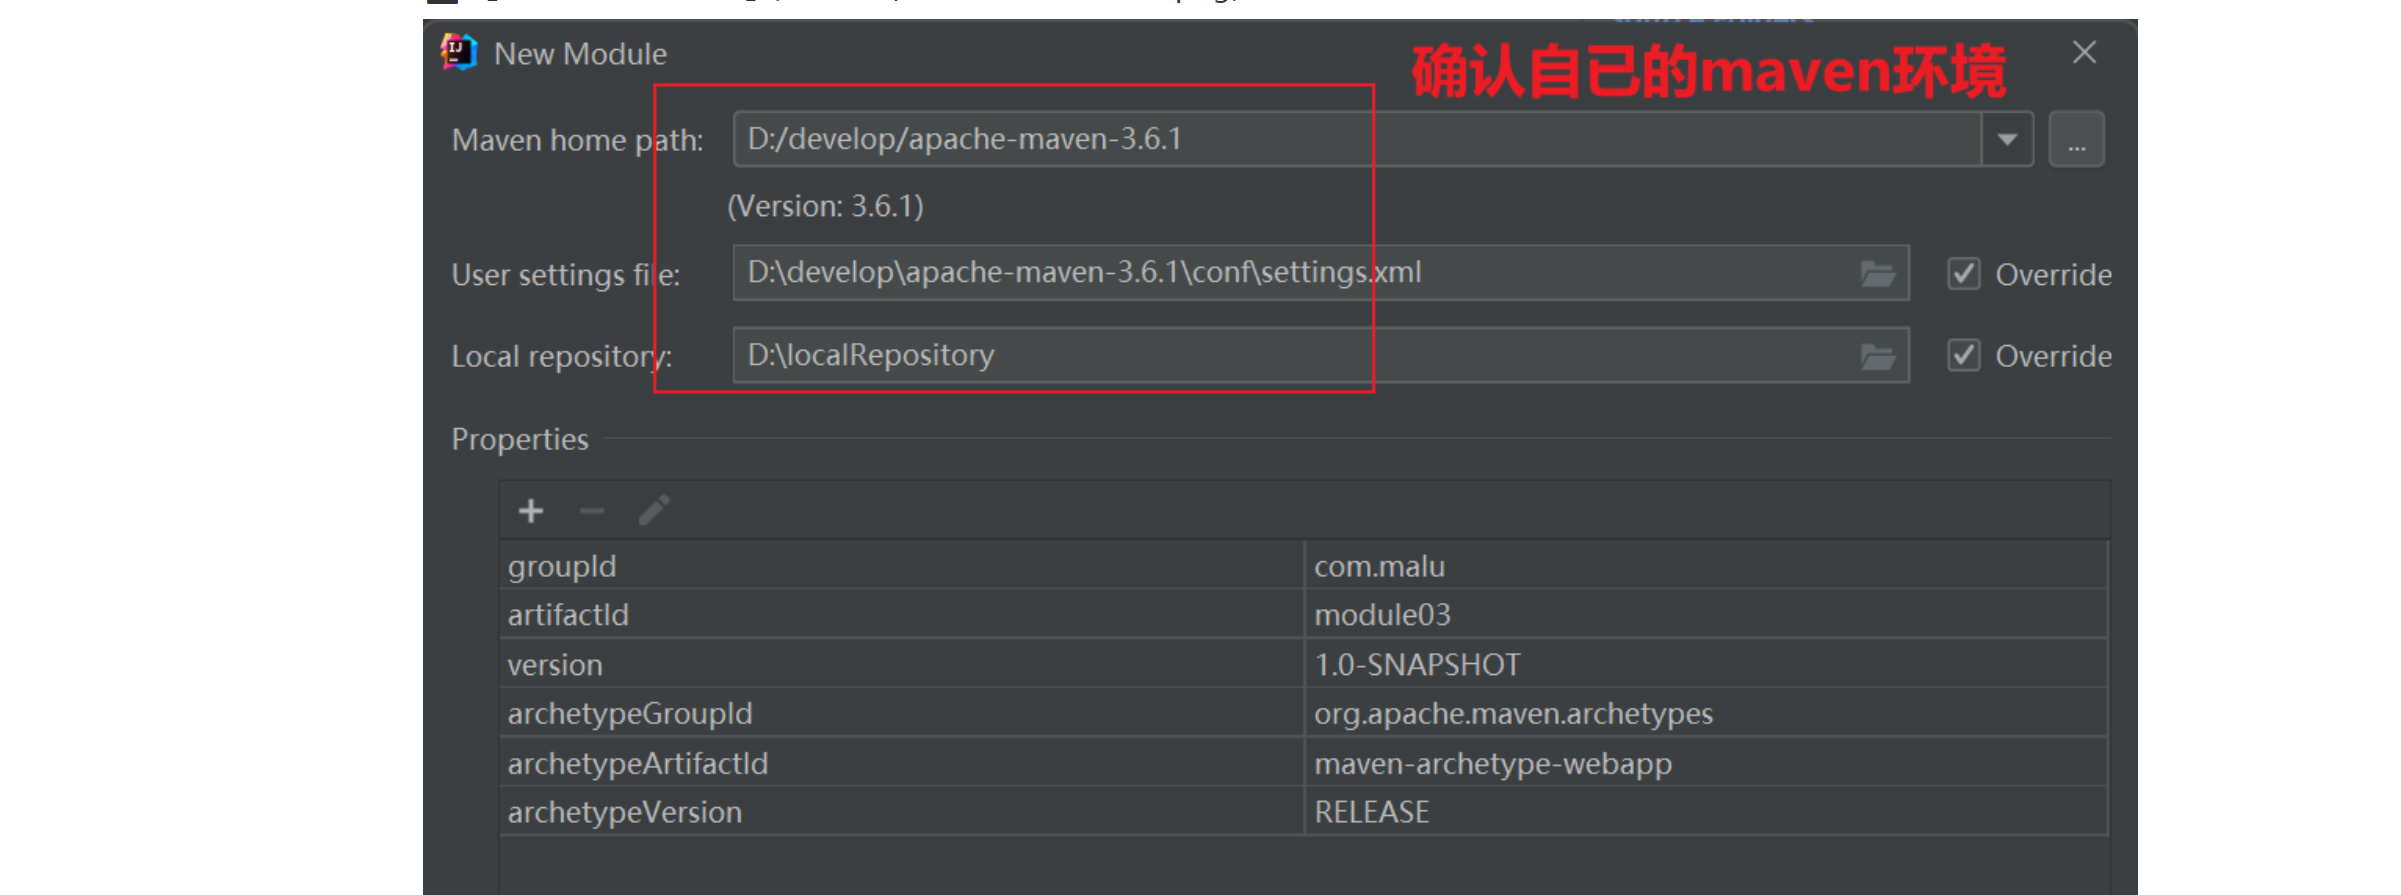 New Module
确认自已的maven环境
Maven home path: D:/develop/apache-maven-3.6.1 ...
(Version: 3.6.1)
User settings file: D:\develop\apache-maven-3.6.1\conf\settings.xml Override
Local repository: D:\localRepository Override
Properties
groupId com.malu
artifactId module03
version 1.0-SNAPSHOT
archetypeGroupId org.apache.maven.archetypes
archetypeArtifactId maven-archetype-webapp
archetypeVersion RELEASE